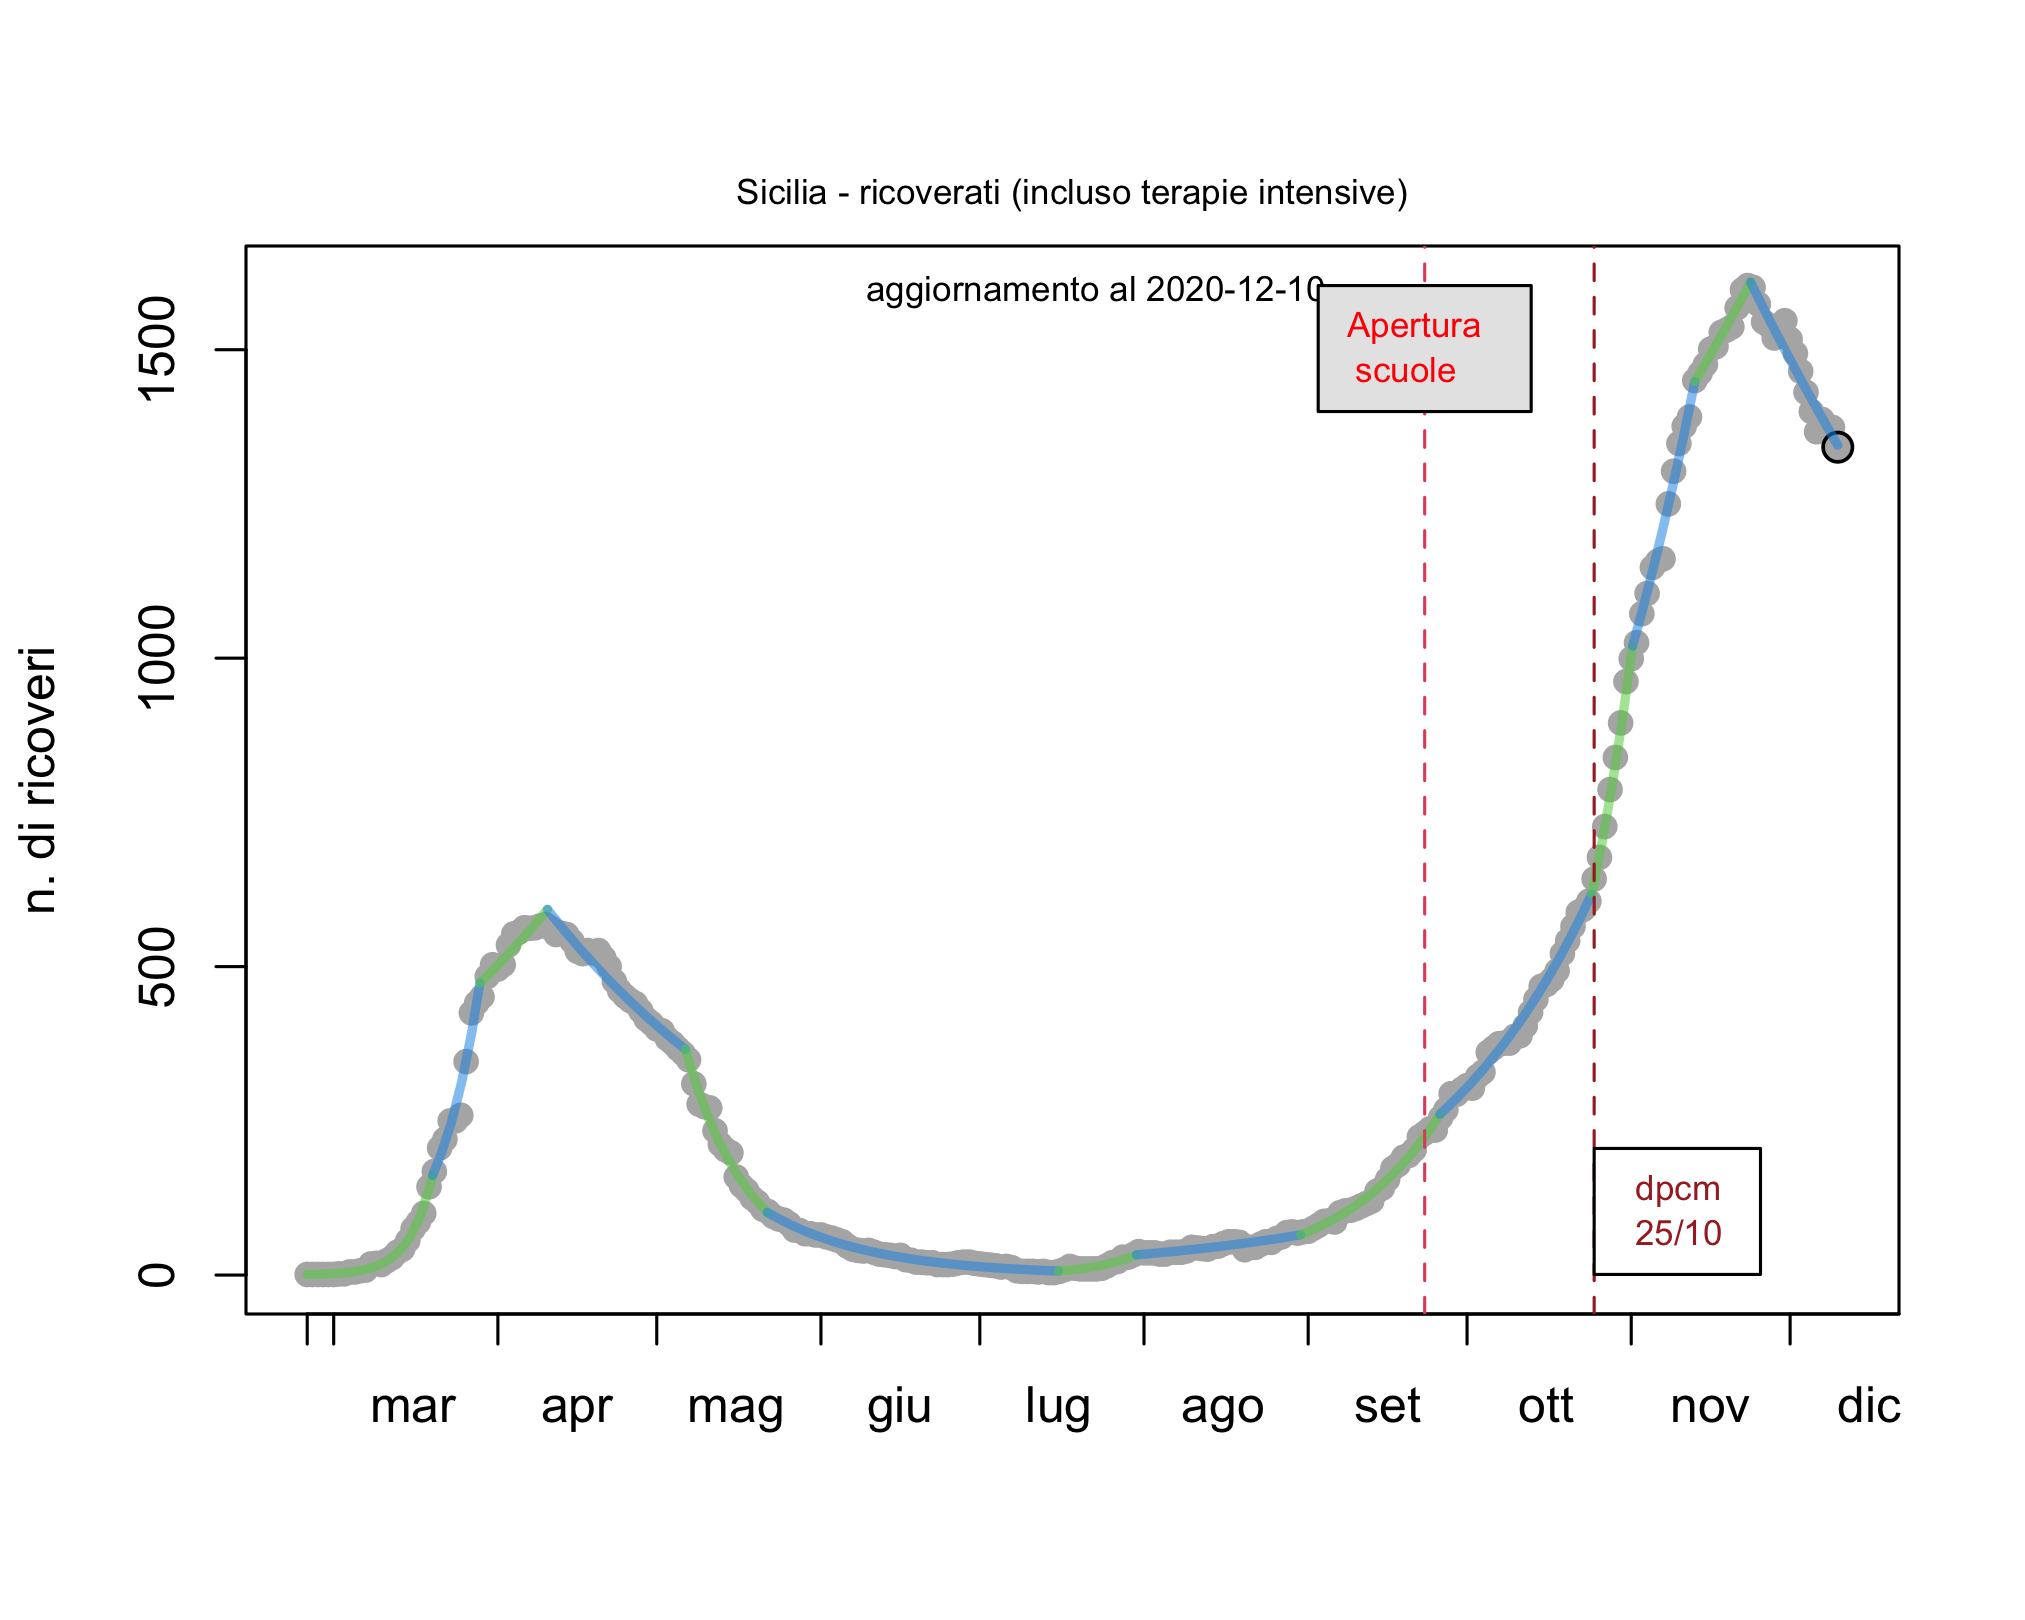 Sicilia - ricoverati (incluso terapie intensive)
aggiornamento al 2020-12-10
Apertura
scuole
1500
1000
500
0
n. di ricoveri
dpcm
25/10
mar apr mag giu lug ago set ott nov dic